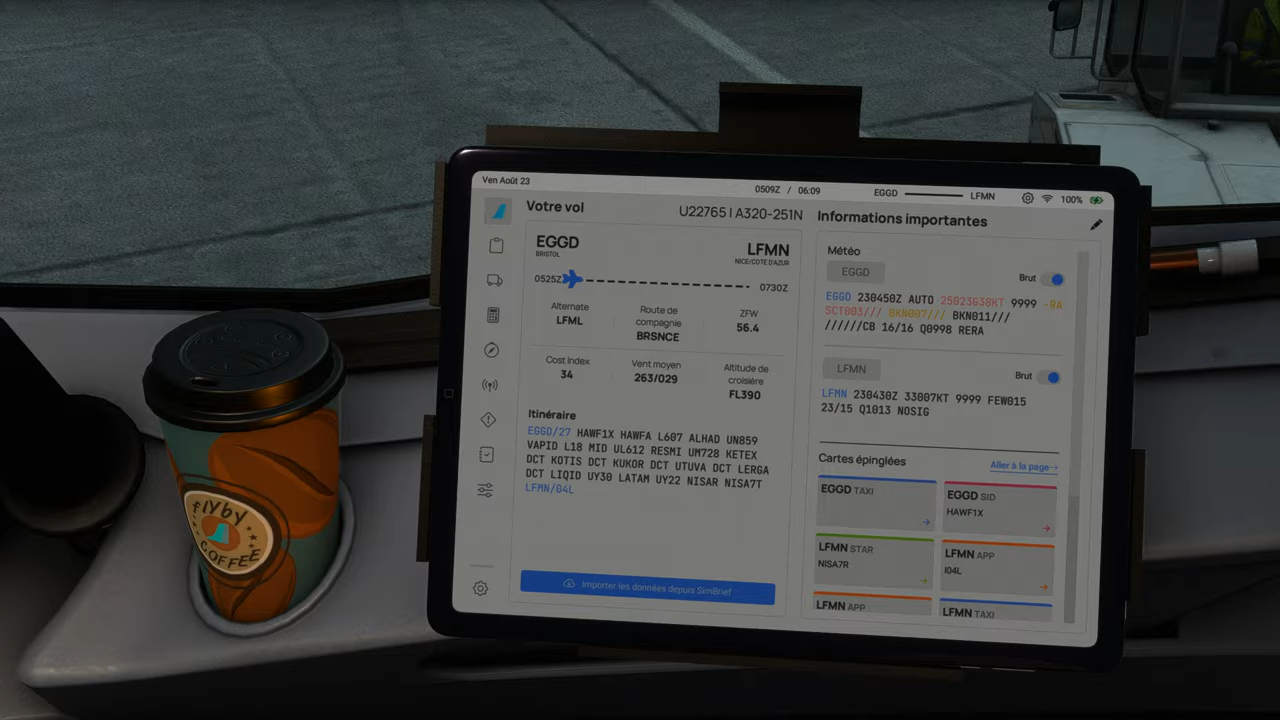 Ven Août 23
0509Z / 06:09
EGGD
LFMN
100%
Votre vol
U22765 | A320-251N
EGGD
BRISTOL
LFMN
NICE/COTE D'AZUR
0525Z
0730Z
Alternate
LFML
Route de
compagnie
BRSNCE
ZFW
56.4
Cost Index
34
Vent moyen
263/029
Altitude de
croisière
FL390
Itinéraire
EGGD/27 HAWF1X HAWFA L607 ALHAD UN859
VAPID L18 MID UL612 RESMI UM728 KETEX
DCT KOTIS DCT KUKOR DCT UTUVA DCT LERGA
DCT LIQID UY30 LATAM UY22 NISAR NISA7T
LFMN/04L
Importer les données depuis SimBrief
Informations importantes
Météo
EGGD
Brut
EGGD 230450Z AUTO 25023G38KT 9999 -RA
SCT003/// BKN007/// BKN011///
//////CB 16/16 Q0998 RERA
LFMN
Brut
LFMN 230430Z 33007KT 9999 FEW015
23/15 Q1013 NOSIG
Cartes épinglées
Aller à la page
EGGD TAXI
EGGD SID
HAWF1X
LFMN STAR
NISA7R
LFMN APP
I04L
LFMN APP
LFMN TAXI
flyby
COFFEE